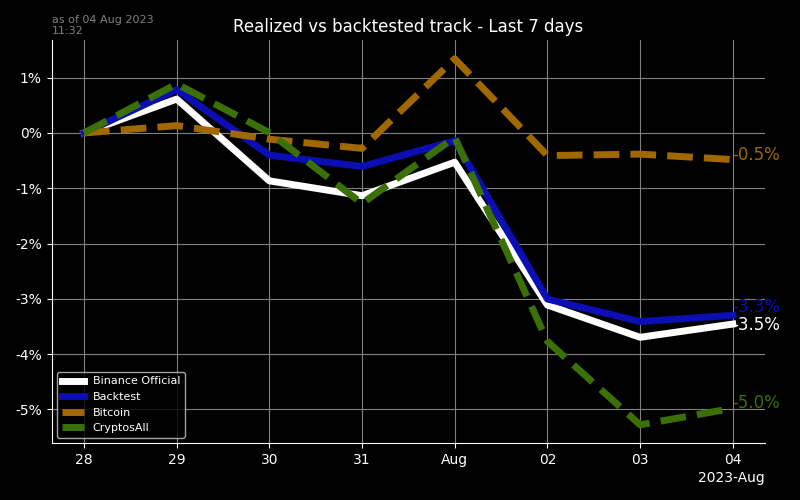 as of 04 Aug 2023
11:32
Realized vs backtested track - Last 7 days
1%
0%
-1%
-2%
-3%
-4%
-5%
-0.5%
-3.3%
-3.5%
-5.0%
Binance Official
Backtest
Bitcoin
CryptosAll
28 29 30 31 Aug 02 03 04
2023-Aug